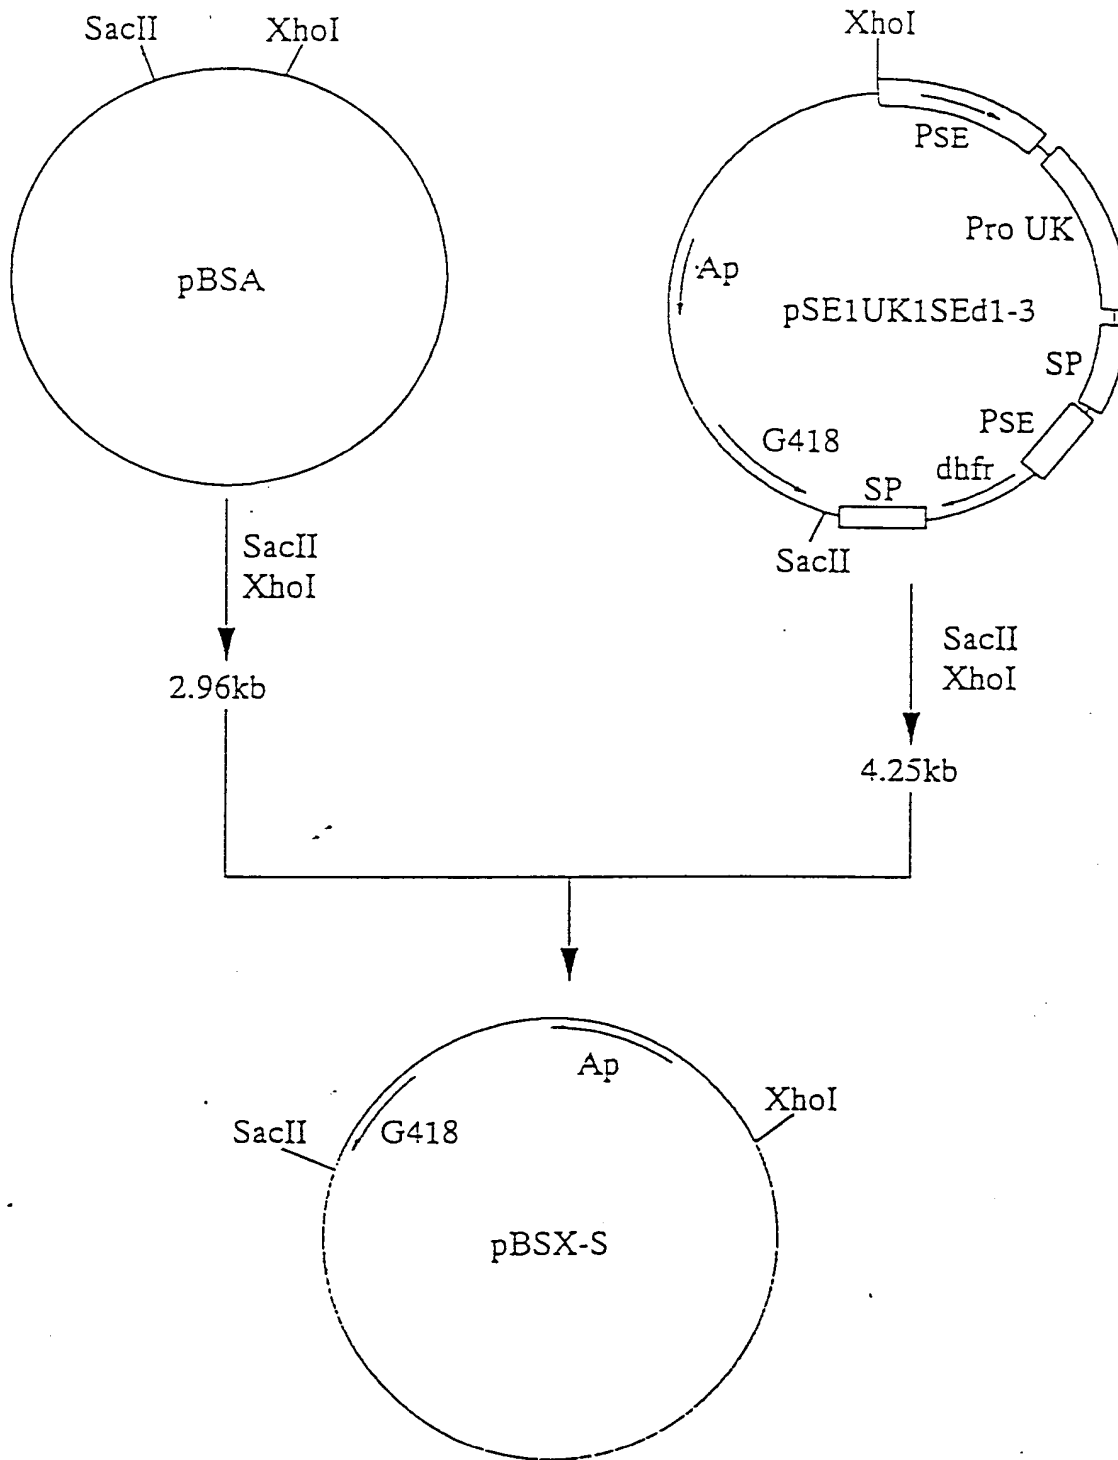 SacII
XhoI
pBSA
SacII
XhoI
2.96kb
XhoI
PSE
Pro UK
Ap
pSE1UK1SEd1-3
SP
PSE
G418
dhfr
SP
SacII
SacII
XhoI
4.25kb
Ap
XhoI
SacII
G418
pBSX-S